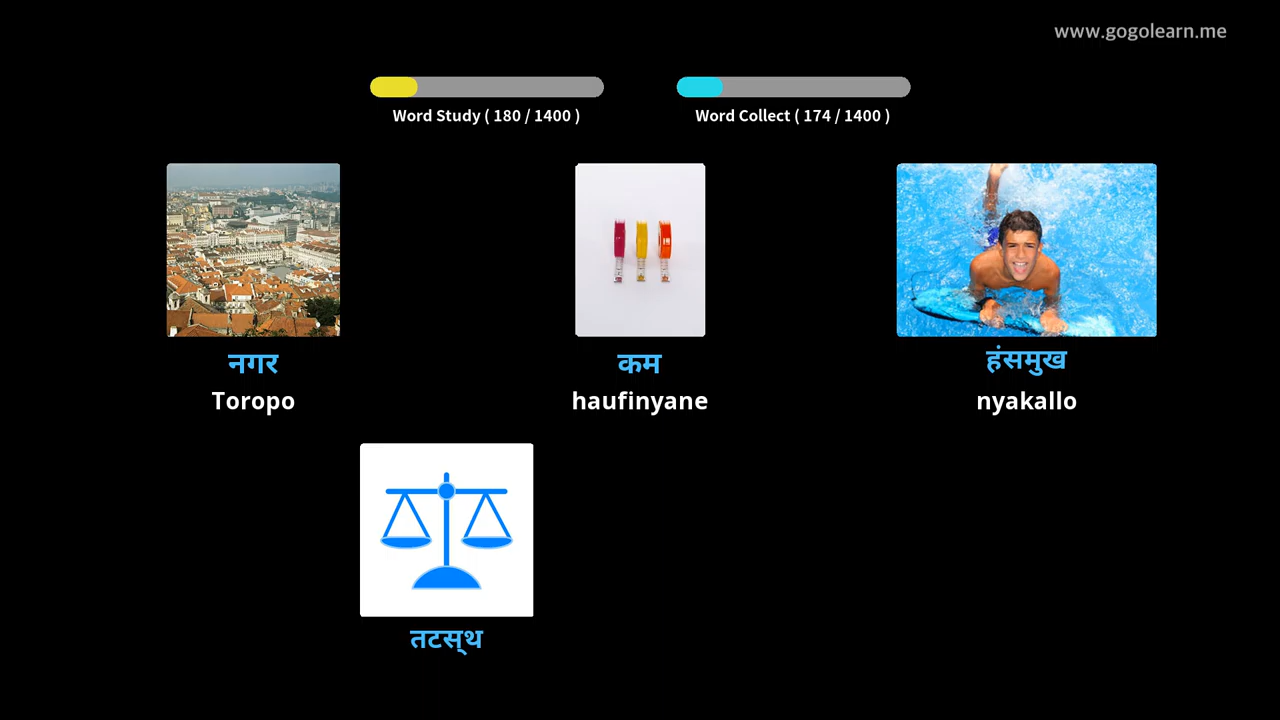 www.gogolearn.me
Word Study ( 180 / 1400 )
Word Collect ( 174 / 1400 )
नगर
कम
हंसमुख
Toropo
haufinyane
nyakallo
तटस्थ